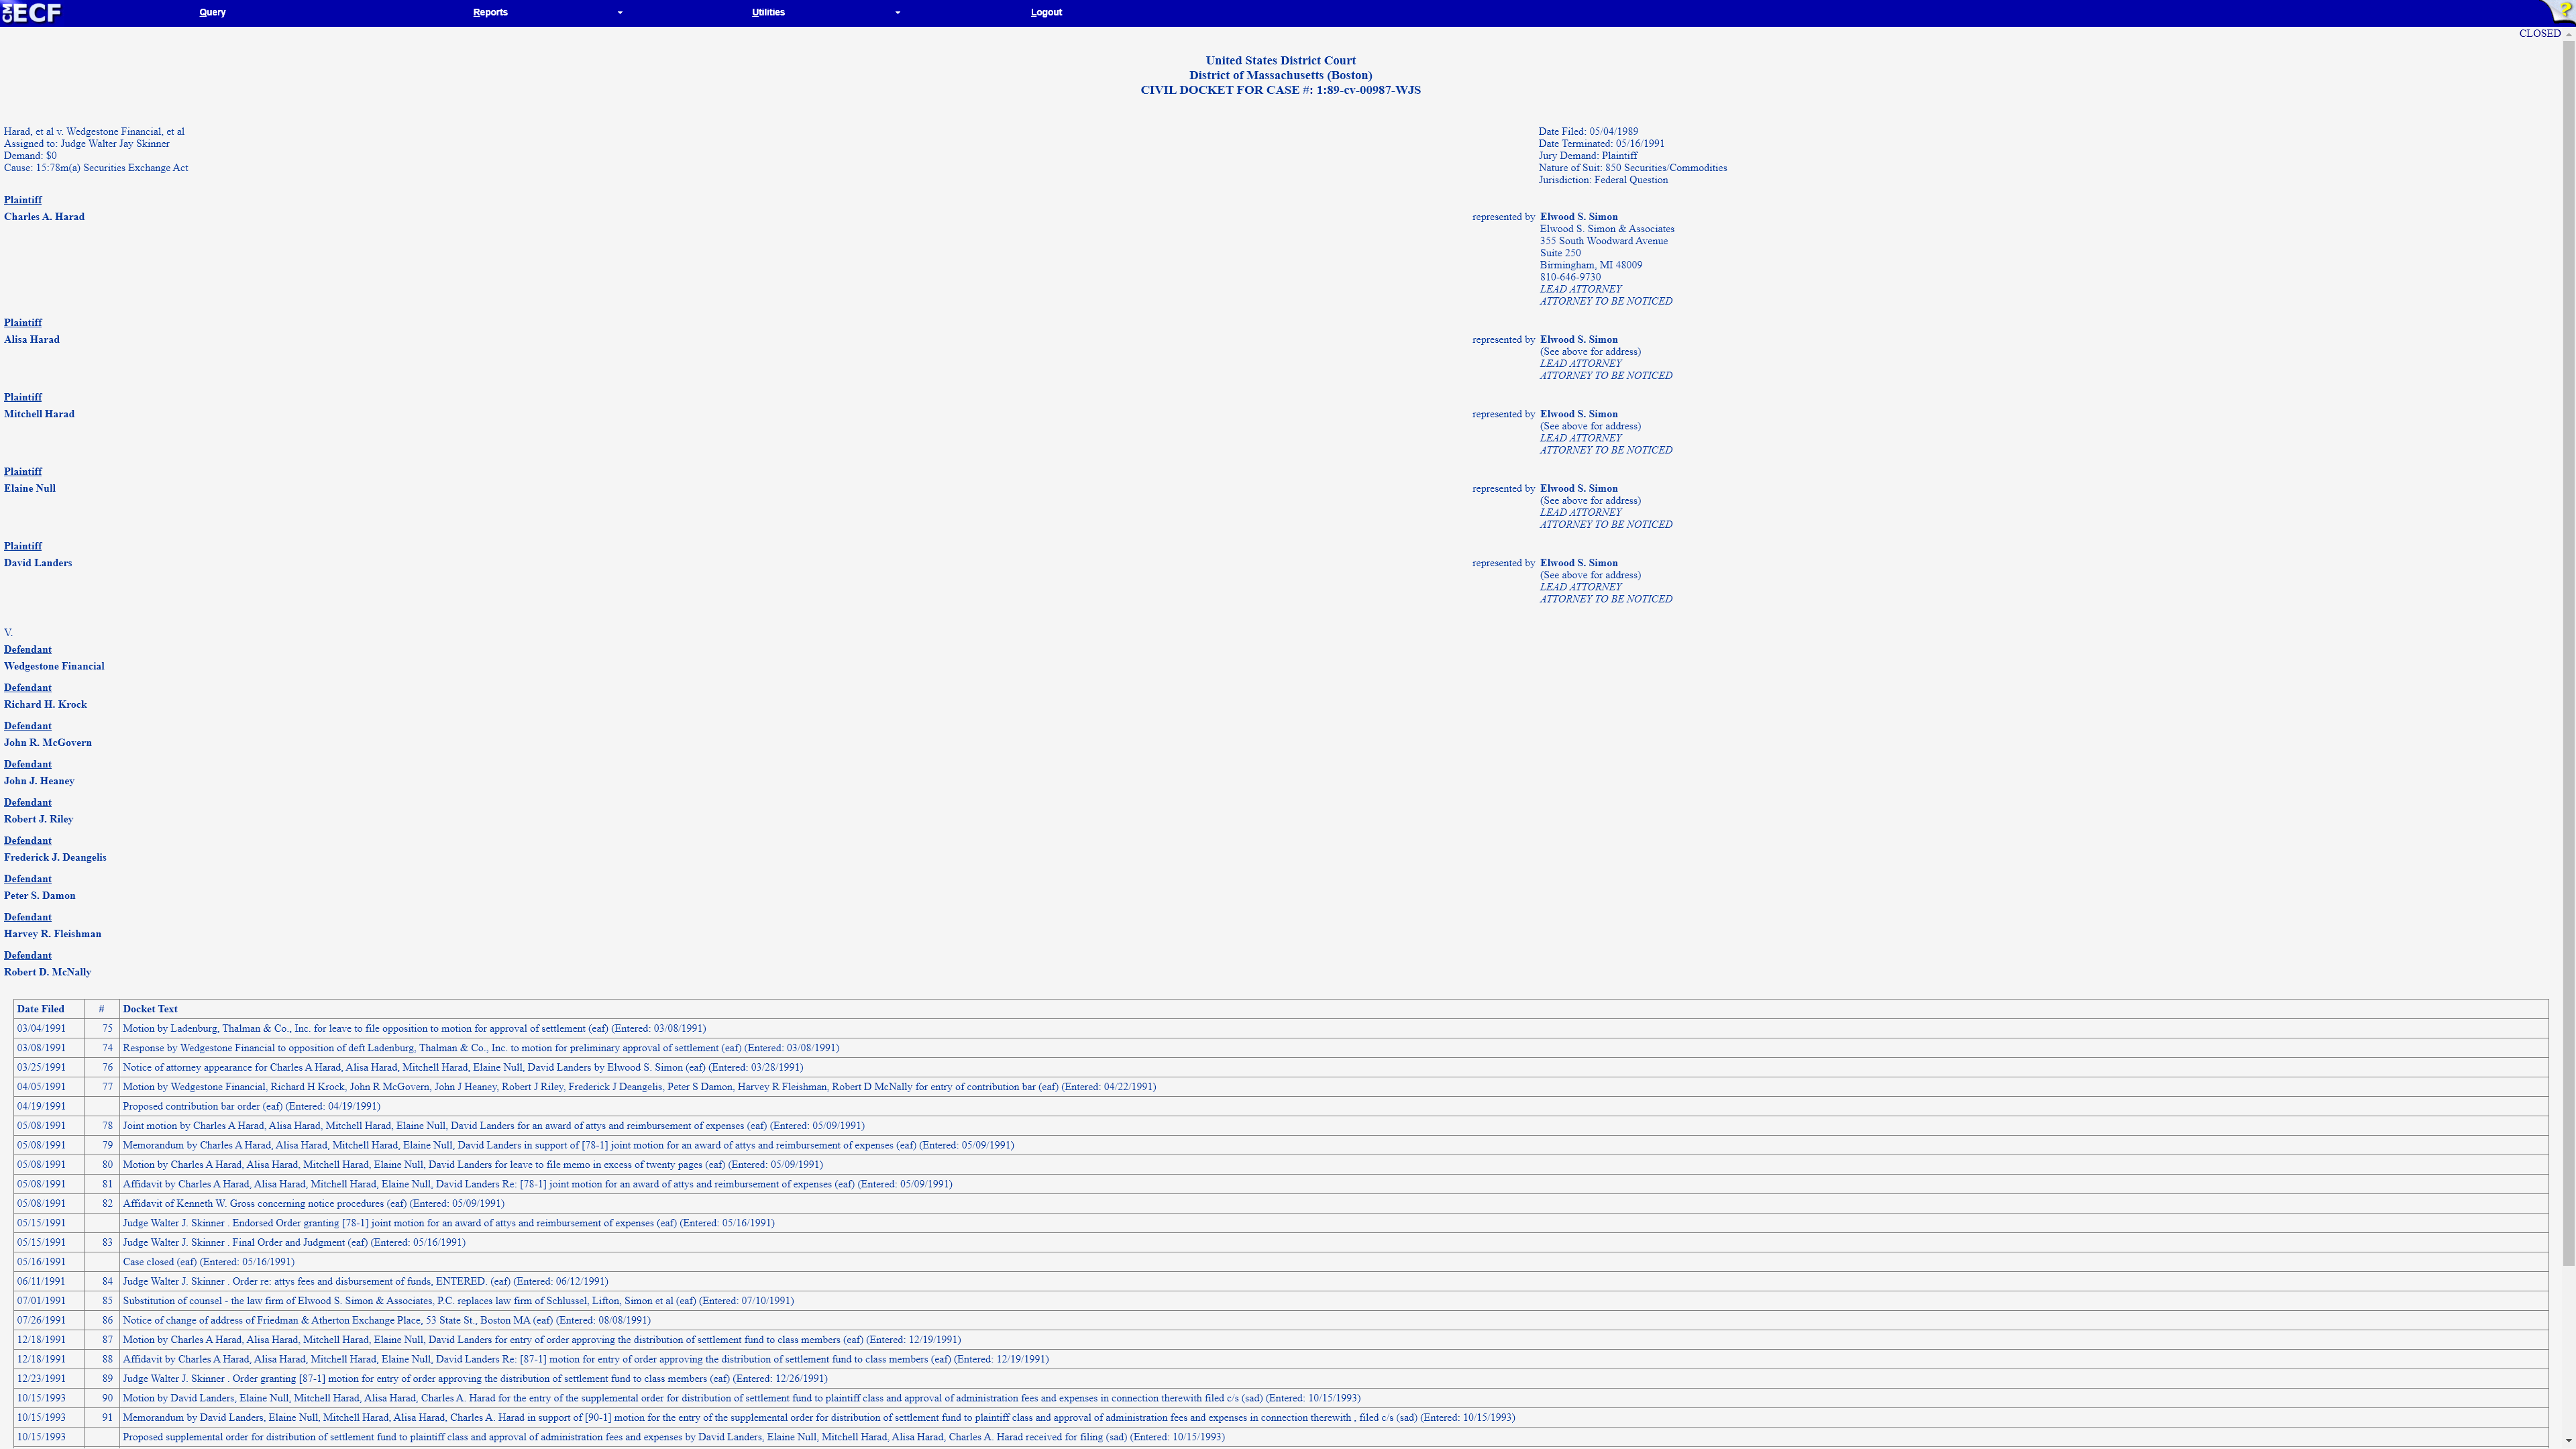 CM ECF Query Reports Utilities Logout ?
CLOSED
United States District Court
District of Massachusetts (Boston)
CIVIL DOCKET FOR CASE #: 1:89-cv-00987-WJS
Harad, et al v. Wedgestone Financial, et al
Assigned to: Judge Walter Jay Skinner
Demand: $0
Cause: 15:78m(a) Securities Exchange Act
Date Filed: 05/04/1989
Date Terminated: 05/16/1991
Jury Demand: Plaintiff
Nature of Suit: 850 Securities/Commodities
Jurisdiction: Federal Question
Plaintiff
Charles A. Harad represented by Elwood S. Simon
Elwood S. Simon & Associates
355 South Woodward Avenue
Suite 250
Birmingham, MI 48009
810-646-9730
LEAD ATTORNEY
ATTORNEY TO BE NOTICED
Plaintiff
Alisa Harad represented by Elwood S. Simon
(See above for address)
LEAD ATTORNEY
ATTORNEY TO BE NOTICED
Plaintiff
Mitchell Harad represented by Elwood S. Simon
(See above for address)
LEAD ATTORNEY
ATTORNEY TO BE NOTICED
Plaintiff
Elaine Null represented by Elwood S. Simon
(See above for address)
LEAD ATTORNEY
ATTORNEY TO BE NOTICED
Plaintiff
David Landers represented by Elwood S. Simon
(See above for address)
LEAD ATTORNEY
ATTORNEY TO BE NOTICED
V.
Defendant
Wedgestone Financial
Defendant
Richard H. Krock
Defendant
John R. McGovern
Defendant
John J. Heaney
Defendant
Robert J. Riley
Defendant
Frederick J. Deangelis
Defendant
Peter S. Damon
Defendant
Harvey R. Fleishman
Defendant
Robert D. McNally
Date Filed # Docket Text
03/04/1991 75 Motion by Ladenburg, Thalman & Co., Inc. for leave to file opposition to motion for approval of settlement (eaf) (Entered: 03/08/1991)
03/08/1991 74 Response by Wedgestone Financial to opposition of deft Ladenburg, Thalman & Co., Inc. to motion for preliminary approval of settlement (eaf) (Entered: 03/08/1991)
03/25/1991 76 Notice of attorney appearance for Charles A Harad, Alisa Harad, Mitchell Harad, Elaine Null, David Landers by Elwood S. Simon (eaf) (Entered: 03/28/1991)
04/05/1991 77 Motion by Wedgestone Financial, Richard H Krock, John R McGovern, John J Heaney, Robert J Riley, Frederick J Deangelis, Peter S Damon, Harvey R Fleishman, Robert D McNally for entry of contribution bar (eaf) (Entered: 04/22/1991)
04/19/1991 Proposed contribution bar order (eaf) (Entered: 04/19/1991)
05/08/1991 78 Joint motion by Charles A Harad, Alisa Harad, Mitchell Harad, Elaine Null, David Landers for an award of attys and reimbursement of expenses (eaf) (Entered: 05/09/1991)
05/08/1991 79 Memorandum by Charles A Harad, Alisa Harad, Mitchell Harad, Elaine Null, David Landers in support of [78-1] joint motion for an award of attys and reimbursement of expenses (eaf) (Entered: 05/09/1991)
05/08/1991 80 Motion by Charles A Harad, Alisa Harad, Mitchell Harad, Elaine Null, David Landers for leave to file memo in excess of twenty pages (eaf) (Entered: 05/09/1991)
05/08/1991 81 Affidavit by Charles A Harad, Alisa Harad, Mitchell Harad, Elaine Null, David Landers Re: [78-1] joint motion for an award of attys and reimbursement of expenses (eaf) (Entered: 05/09/1991)
05/08/1991 82 Affidavit of Kenneth W. Gross concerning notice procedures (eaf) (Entered: 05/09/1991)
05/15/1991 Judge Walter J. Skinner . Endorsed Order granting [78-1] joint motion for an award of attys and reimbursement of expenses (eaf) (Entered: 05/16/1991)
05/15/1991 83 Judge Walter J. Skinner . Final Order and Judgment (eaf) (Entered: 05/16/1991)
05/16/1991 Case closed (eaf) (Entered: 05/16/1991)
06/11/1991 84 Judge Walter J. Skinner . Order re: attys fees and disbursement of funds, ENTERED. (eaf) (Entered: 06/12/1991)
07/01/1991 85 Substitution of counsel - the law firm of Elwood S. Simon & Associates, P.C. replaces law firm of Schlussel, Lifton, Simon et al (eaf) (Entered: 07/10/1991)
07/26/1991 86 Notice of change of address of Friedman & Atherton Exchange Place, 53 State St., Boston MA (eaf) (Entered: 08/08/1991)
12/18/1991 87 Motion by Charles A Harad, Alisa Harad, Mitchell Harad, Elaine Null, David Landers for entry of order approving the distribution of settlement fund to class members (eaf) (Entered: 12/19/1991)
12/18/1991 88 Affidavit by Charles A Harad, Alisa Harad, Mitchell Harad, Elaine Null, David Landers Re: [87-1] motion for entry of order approving the distribution of settlement fund to class members (eaf) (Entered: 12/19/1991)
12/23/1991 89 Judge Walter J. Skinner . Order granting [87-1] motion for entry of order approving the distribution of settlement fund to class members (eaf) (Entered: 12/26/1991)
10/15/1993 90 Motion by David Landers, Elaine Null, Mitchell Harad, Alisa Harad, Charles A. Harad for the entry of the supplemental order for distribution of settlement fund to plaintiff class and approval of administration fees and expenses in connection therewith filed c/s (sad) (Entered: 10/15/1993)
10/15/1993 91 Memorandum by David Landers, Elaine Null, Mitchell Harad, Alisa Harad, Charles A. Harad in support of [90-1] motion for the entry of the supplemental order for distribution of settlement fund to plaintiff class and approval of administration fees and expenses in connection therewith , filed c/s (sad) (Entered: 10/15/1993)
10/15/1993 Proposed supplemental order for distribution of settlement fund to plaintiff class and approval of administration fees and expenses by David Landers, Elaine Null, Mitchell Harad, Alisa Harad, Charles A. Harad received for filing (sad) (Entered: 10/15/1993)